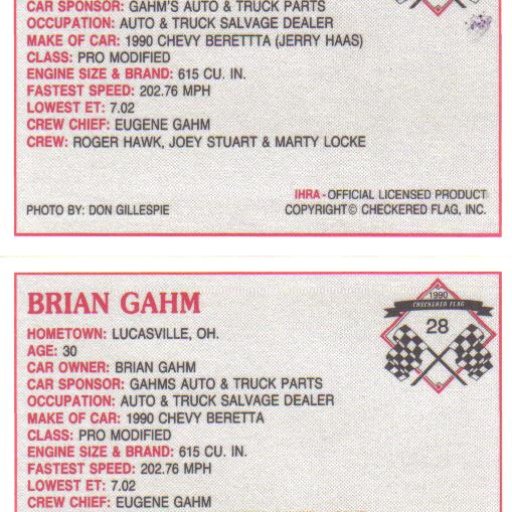 CAR SPONSOR: GAHM'S AUTO & TRUCK PARTS
OCCUPATION: AUTO & TRUCK SALVAGE DEALER
MAKE OF CAR: 1990 CHEVY BERETTTA (JERRY HAAS)
CLASS: PRO MODIFIED
ENGINE SIZE & BRAND: 615 CU. IN.
FASTEST SPEED: 202.76 MPH
LOWEST ET: 7.02
CREW CHIEF: EUGENE GAHM
CREW: ROGER HAWK, JOEY STUART & MARTY LOCKE
IHRA - OFFICIAL LICENSED PRODUCT
PHOTO BY: DON GILLESPIE COPYRIGHT© CHECKERED FLAG, INC.
BRIAN GAHM
1990
CHECKERED FLAG
28
HOMETOWN: LUCASVILLE, OH.
AGE: 30
CAR OWNER: BRIAN GAHM
CAR SPONSOR: GAHMS AUTO & TRUCK PARTS
OCCUPATION: AUTO & TRUCK SALVAGE DEALER
MAKE OF CAR: 1990 CHEVY BERETTA
CLASS: PRO MODIFIED
ENGINE SIZE & BRAND: 615 CU. IN.
FASTEST SPEED: 202.76 MPH
LOWEST ET: 7.02
CREW CHIEF: EUGENE GAHM